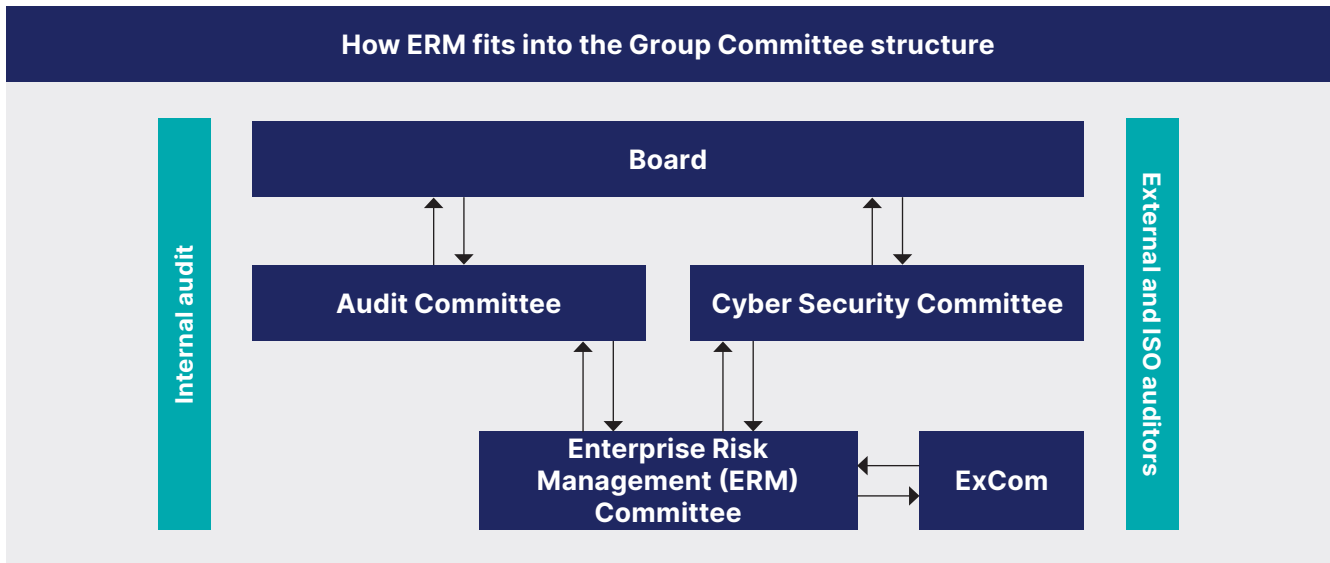 How ERM fits into the Group Committee structure
Internal audit
Board
External and ISO auditors
Audit Committee
Cyber Security Committee
Enterprise Risk
Management (ERM)
Committee
ExCom